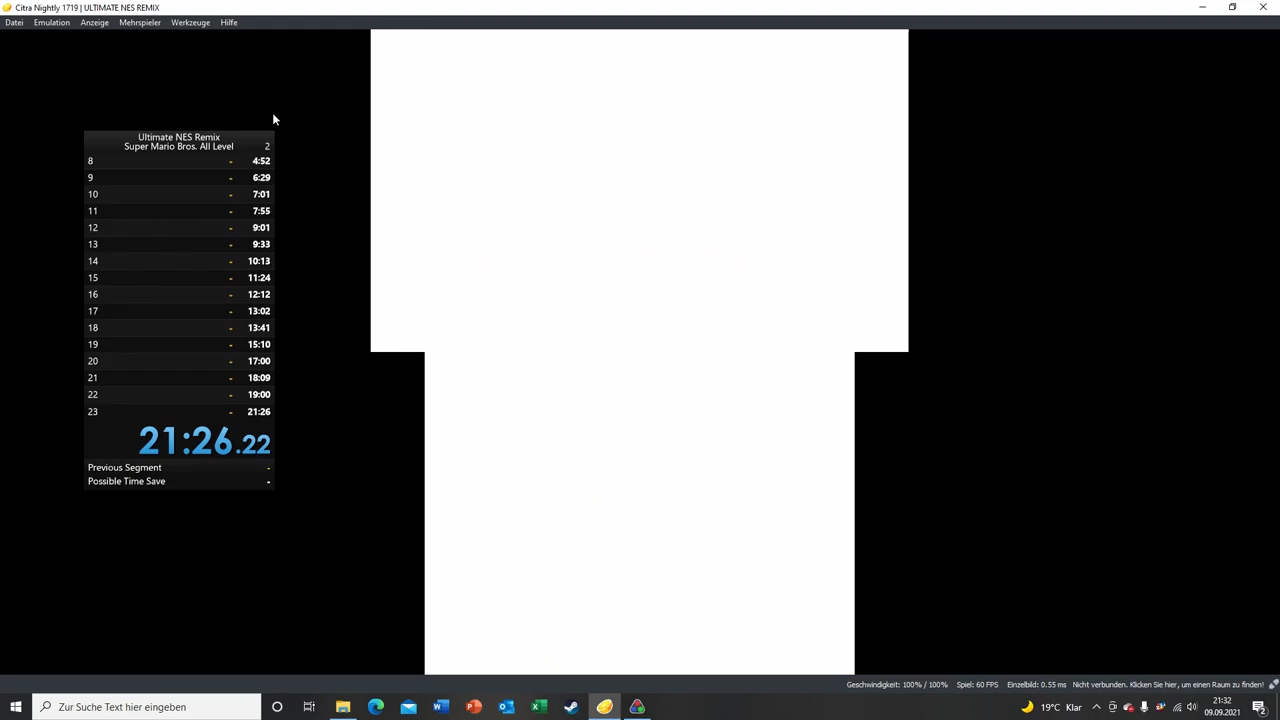 Citra Nightly 1719 | ULTIMATE NES REMIX
Datei Emulation Anzeige Mehrspieler Werkzeuge Hilfe
Ultimate NES Remix
Super Mario Bros. All Level 2
8 - 4:52
9 - 6:29
10 - 7:01
11 - 7:55
12 - 9:01
13 - 9:33
14 - 10:13
15 - 11:24
16 - 12:12
17 - 13:02
18 - 13:41
19 - 15:10
20 - 17:00
21 - 18:09
22 - 19:00
23 - 21:26
21:26.22
Previous Segment -
Possible Time Save -
Geschwindigkeit: 100% / 100% Spiel: 60 FPS Einzelbild: 0.55 ms Nicht verbunden. Klicken Sie hier, um einen Raum zu finden!
Zur Suche Text hier eingeben
19°C Klar
21:32
09.09.2021
2